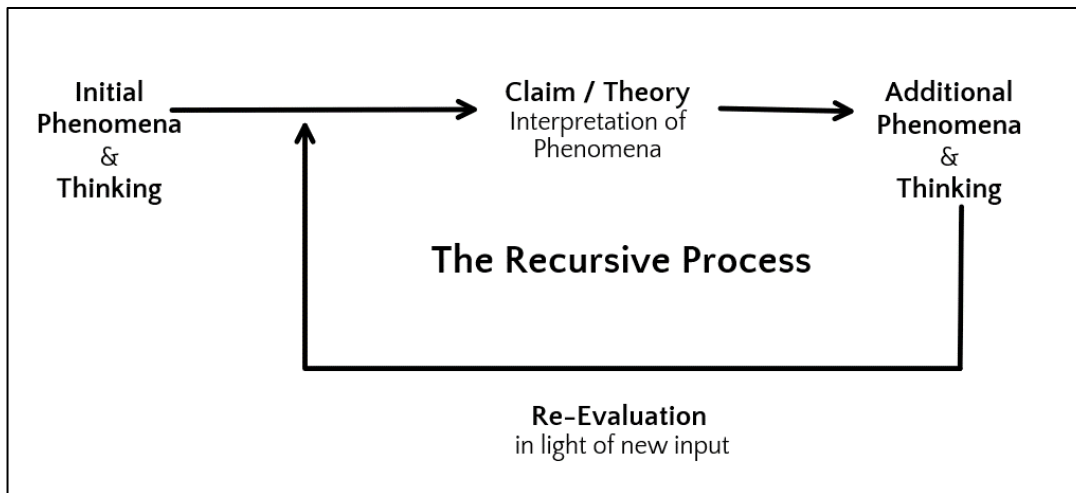 Initial
Phenomena
&
Thinking
Claim / Theory
Interpretation of
Phenomena
Additional
Phenomena
&
Thinking
The Recursive Process
Re-Evaluation
in light of new input